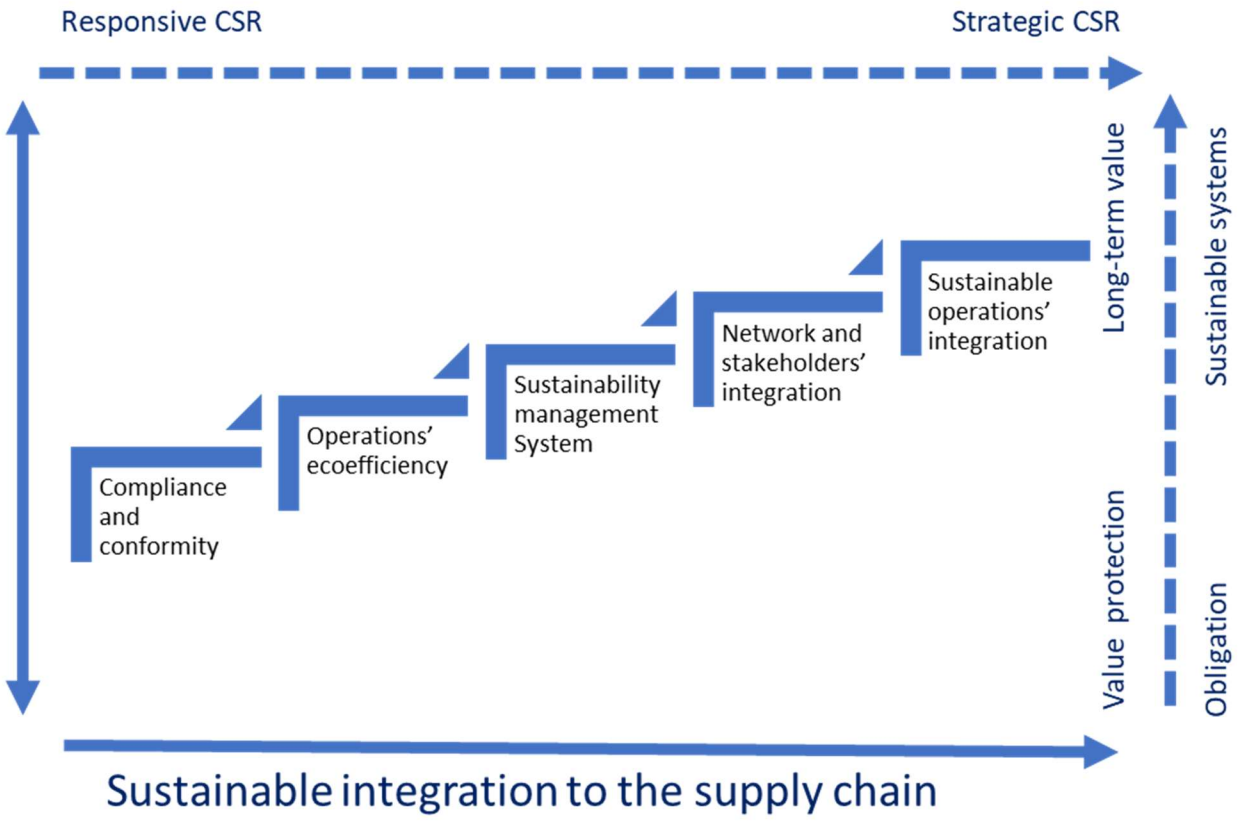 Responsive CSR
Strategic CSR
Long-term value
Sustainable systems
Sustainable
operations’
integration
Network and
stakeholders’
integration
Sustainability
management
System
Operations’
ecoefficiency
Compliance
and
conformity
Value protection
Obligation
Sustainable integration to the supply chain